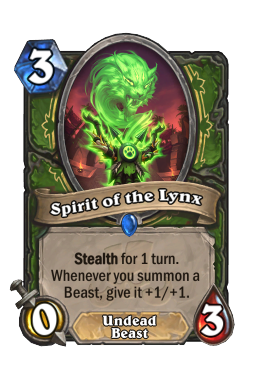 3
Spirit of the Lynx
Stealth for 1 turn.
Whenever you summon a
Beast, give it +1/+1.
0
Undead
3
Beast